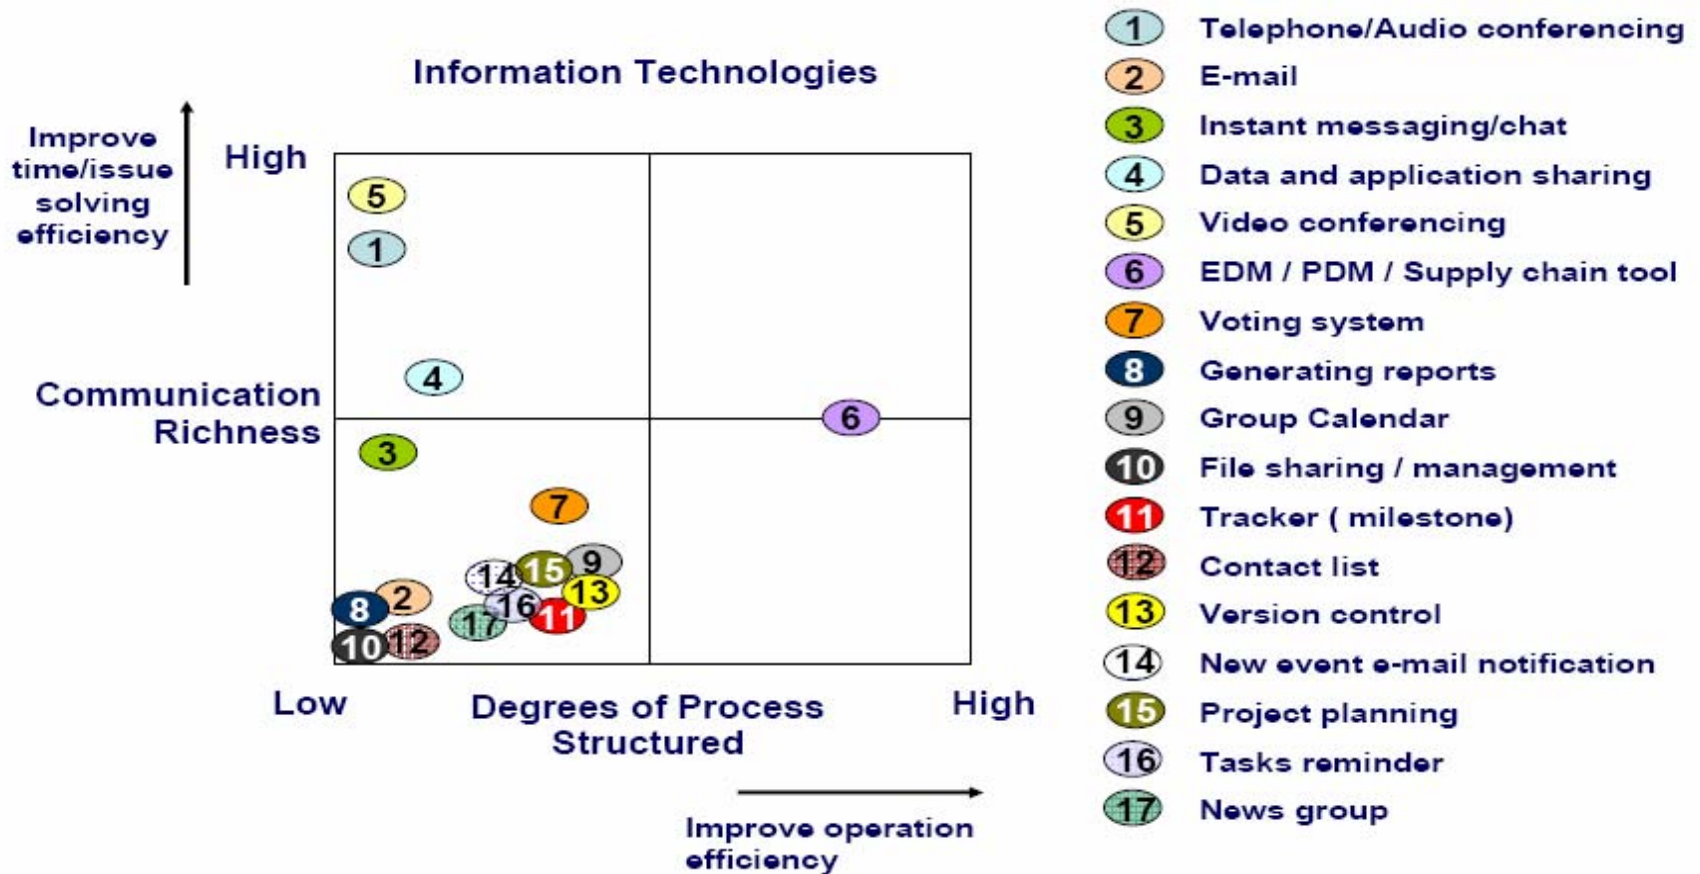 Information Technologies
Improve
time/issue
solving
efficiency
High
5
1
4
Communication
Richness
6
3
7
9
15
14
13
2
16
8
11
17
12
10
Low
Degrees of Process
Structured
High
Improve operation
efficiency
1 Telephone/Audio conferencing
2 E-mail
3 Instant messaging/chat
4 Data and application sharing
5 Video conferencing
6 EDM / PDM / Supply chain tool
7 Voting system
8 Generating reports
9 Group Calendar
10 File sharing / management
11 Tracker ( milestone)
12 Contact list
13 Version control
14 New event e-mail notification
15 Project planning
16 Tasks reminder
17 News group